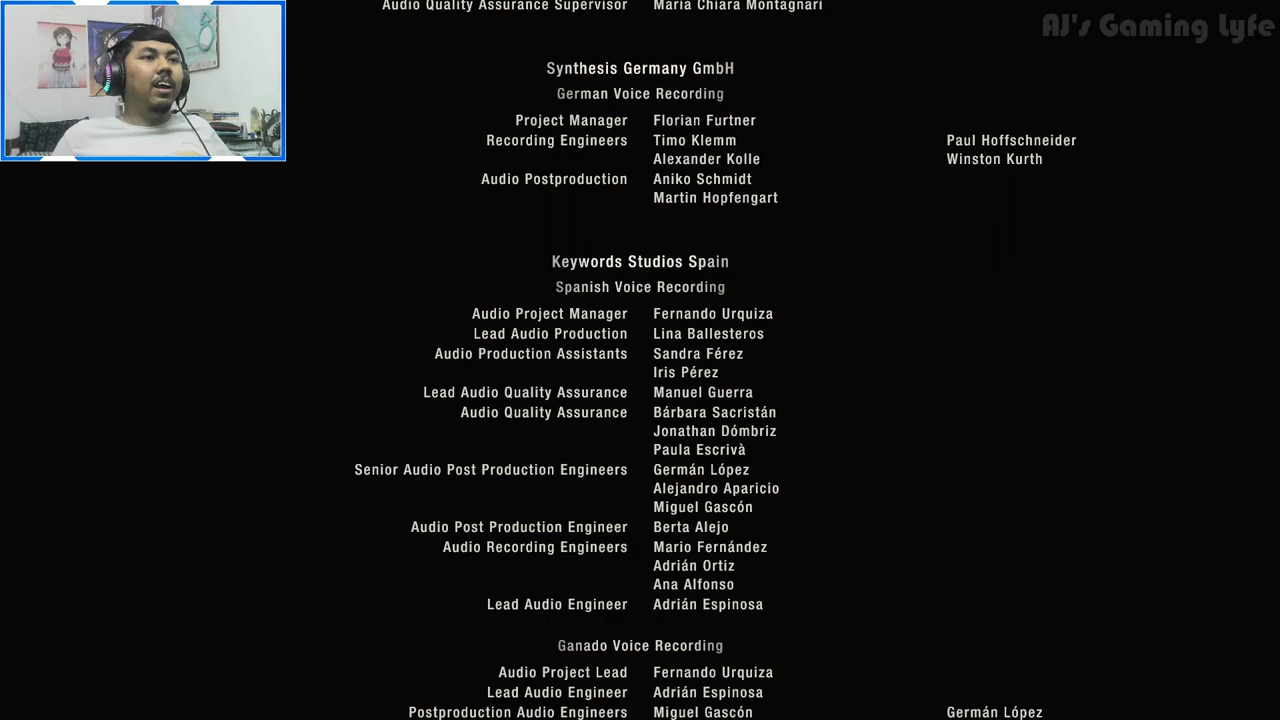 Audio Quality Assurance Supervisor Maria Chiara Montagnari
AJ's Gaming Lyfe
Synthesis Germany GmbH
German Voice Recording
Project Manager Florian Furtner
Recording Engineers Timo Klemm Paul Hoffschneider
Alexander Kolle Winston Kurth
Audio Postproduction Aniko Schmidt
Martin Hopfengart
Keywords Studios Spain
Spanish Voice Recording
Audio Project Manager Fernando Urquiza
Lead Audio Production Lina Ballesteros
Audio Production Assistants Sandra Férez
Iris Pérez
Lead Audio Quality Assurance Manuel Guerra
Audio Quality Assurance Bárbara Sacristán
Jonathan Dómbriz
Paula Escrivà
Senior Audio Post Production Engineers Germán López
Alejandro Aparicio
Miguel Gascón
Audio Post Production Engineer Berta Alejo
Audio Recording Engineers Mario Fernández
Adrián Ortiz
Ana Alfonso
Lead Audio Engineer Adrián Espinosa
Ganado Voice Recording
Audio Project Lead Fernando Urquiza
Lead Audio Engineer Adrián Espinosa
Postproduction Audio Engineers Miguel Gascón Germán López